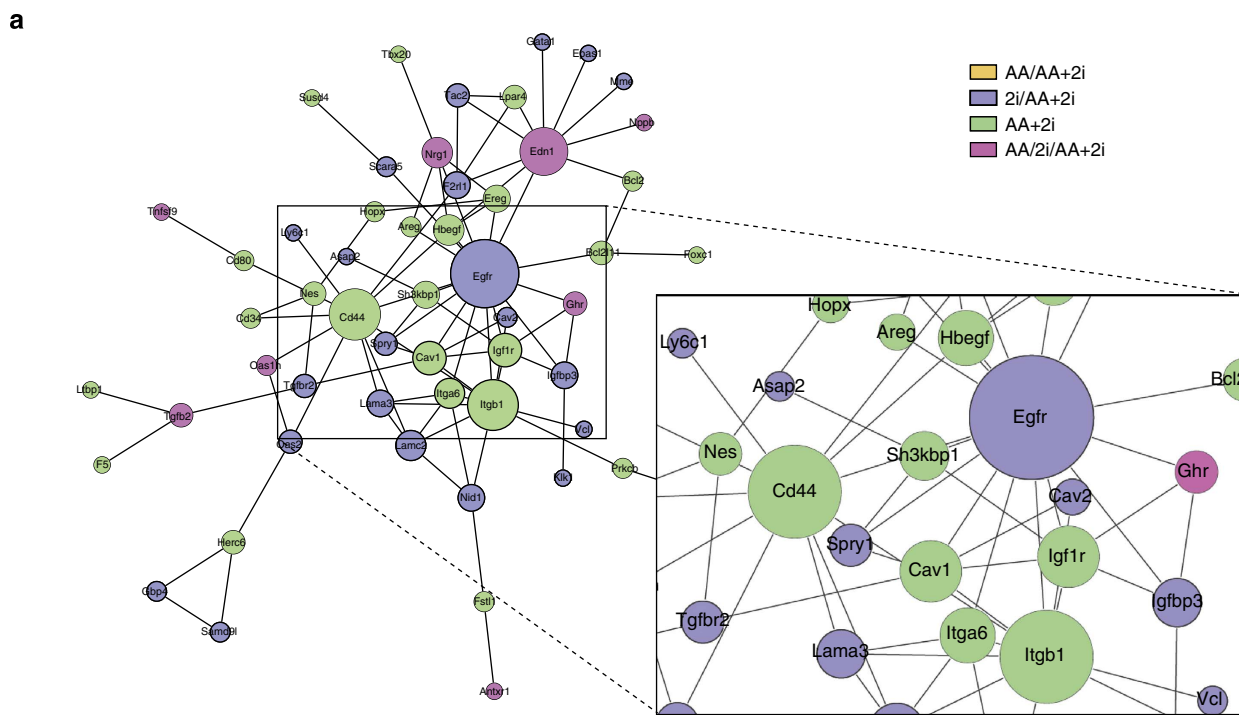 a
Gata1
Epas1
Tbx20
Mme
Susd4
Tac2
Lpar4
Nppb
AA/AA+2i
2i/AA+2i
AA+2i
AA/2i/AA+2i
Nrg1
Edn1
Scara5
F2rl1
Bcl2
Ereg
Tnfsf9
Hopx
Areg
Hbegf
Ly6c1
Cd80
Asap2
Bcl2l11
Foxc1
Egfr
Nes
Sh3kbp1
Ghr
Cd34
Cd44
Cav2
Spry1
Cav1
Igf1r
Oas1h
Tgfbr2
Igfbp3
Ltbp1
Lama3
Itga6
Itgb1
Tgfb2
Vcl
Oas2
Lamc2
F5
Prkcb
Klk1
Nid1
Herc6
Gbp4
Fstl1
Samd9l
Antxr1
Hopx
Areg
Hbegf
Ly6c1
Asap2
Bcl2
Egfr
Nes
Sh3kbp1
Ghr
Cd44
Cav2
Spry1
Cav1
Igf1r
Tgfbr2
Igfbp3
Itga6
Lama3
Itgb1
Vcl